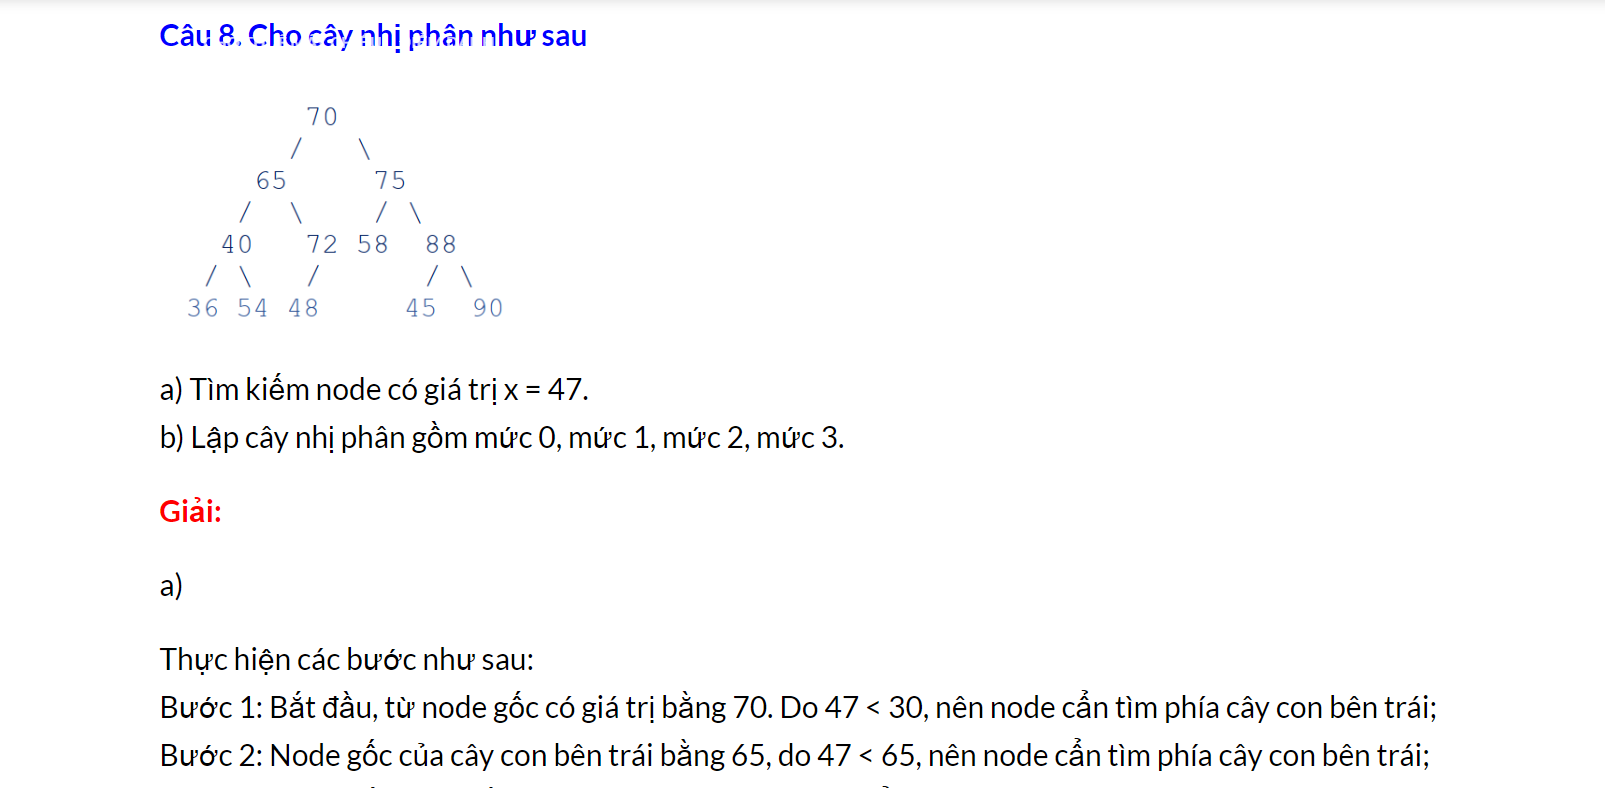 Câu 8. Cho cây nhị phân như sau
70
/ \
65 75
/ \ / \
40 72 58 88
/ \ / / \
36 54 48 45 90
a) Tìm kiếm node có giá trị x = 47.
b) Lập cây nhị phân gồm mức 0, mức 1, mức 2, mức 3.
Giải:
a)
Thực hiện các bước như sau:
Bước 1: Bắt đầu, từ node gốc có giá trị bằng 70. Do 47 < 30, nên node cẩn tìm phía cây con bên trái;
Bước 2: Node gốc của cây con bên trái bằng 65, do 47 < 65, nên node cẩn tìm phía cây con bên trái;